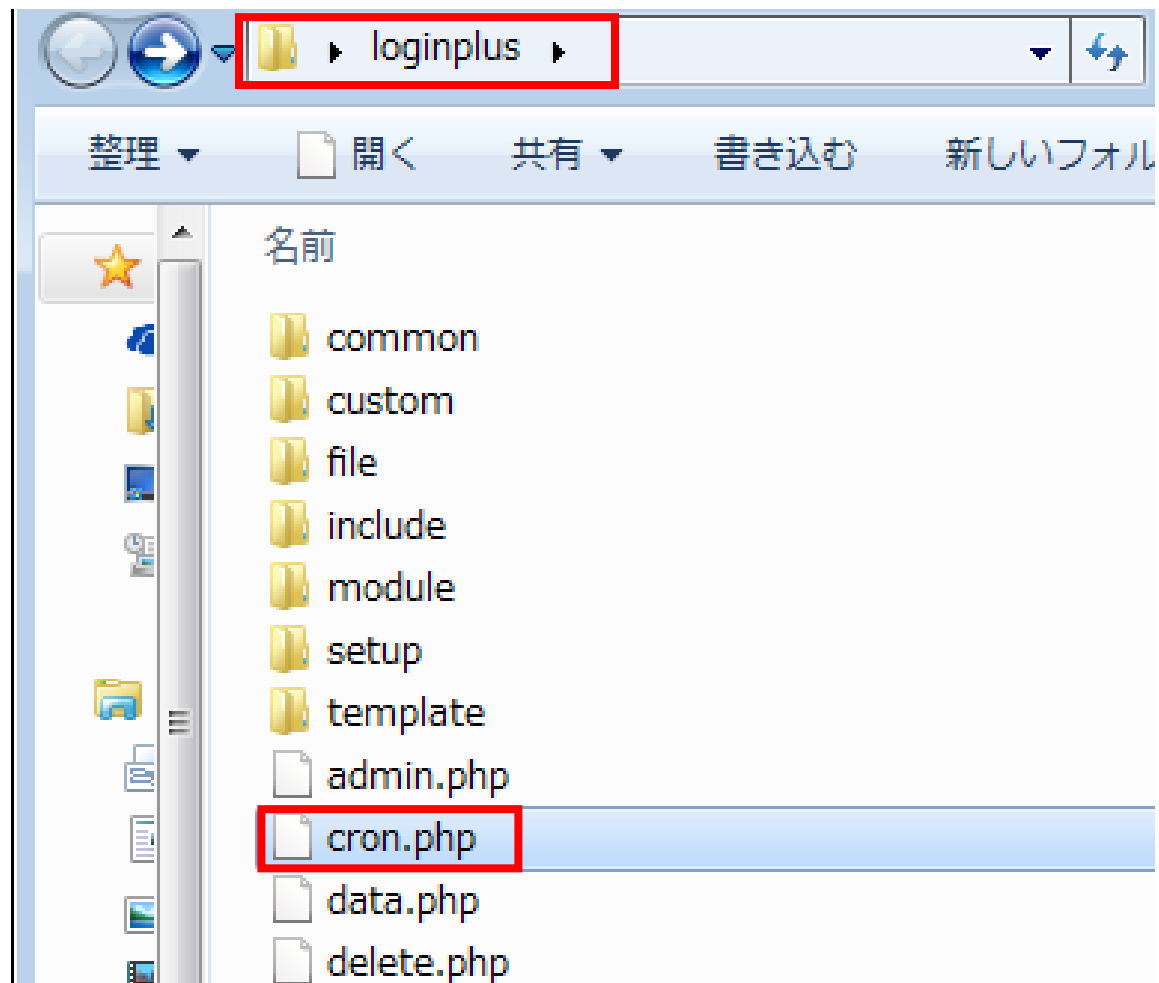 loginplus
整理 開く 共有 書き込む 新しいフォル
名前
common
custom
file
include
module
setup
template
admin.php
cron.php
data.php
delete.php